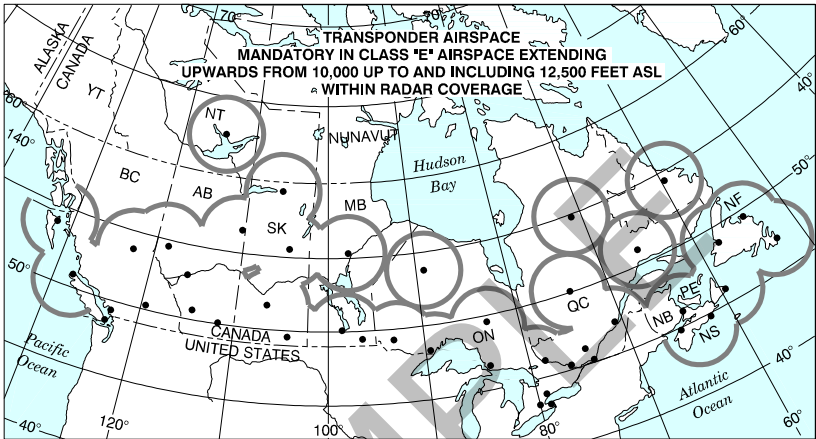 TRANSPONDER AIRSPACE
MANDATORY IN CLASS "E" AIRSPACE EXTENDING
UPWARDS FROM 10,000 UP TO AND INCLUDING 12,500 FEET ASL
WITHIN RADAR COVERAGE
70°
70°
60°
ALASKA
CANADA
YT
60°
40°
NT
NUNAVUT
140°
Hudson
Bay
50°
BC
AB
MB
SK
NF
50°
PE
QC
NB
NS
ON
CANADA
UNITED STATES
Pacific
Ocean
40°
Atlantic
Ocean
40°
120°
100°
80°
60°
MPLE